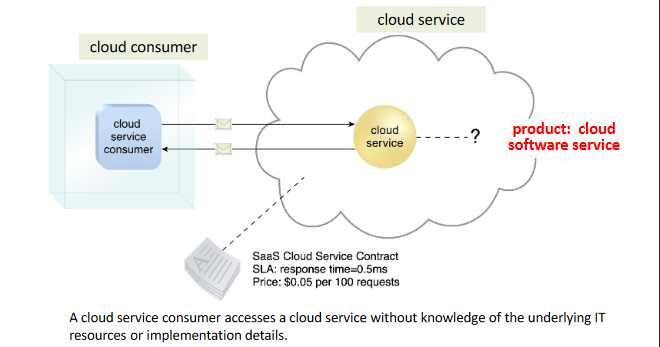 cloud service
cloud consumer
cloud
service
consumer
cloud
service
?
product: cloud
software service
A
SaaS Cloud Service Contract
SLA: response time=0.5ms
Price: $0.05 per 100 requests
A cloud service consumer accesses a cloud service without knowledge of the underlying IT
resources or implementation details.